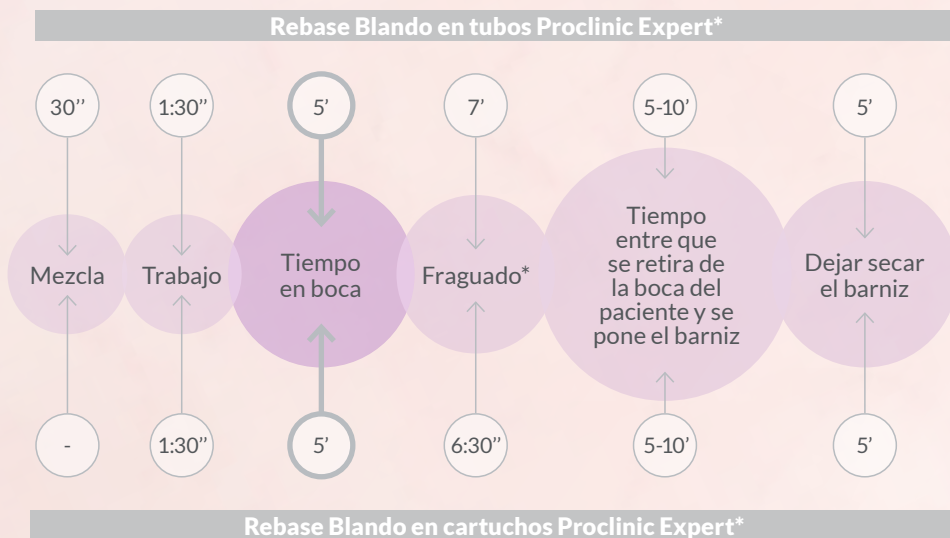 Rebase Blando en tubos Proclinic Expert*
30’’
1:30’’
5’
7’
5-10’
5’
Mezcla
Trabajo
Tiempo
en boca
Fraguado*
Tiempo
entre que
se retira de
la boca del
paciente y se
pone el barniz
Dejar secar
el barniz
-
1:30’’
5’
6:30’’
5-10’
5’
Rebase Blando en cartuchos Proclinic Expert*